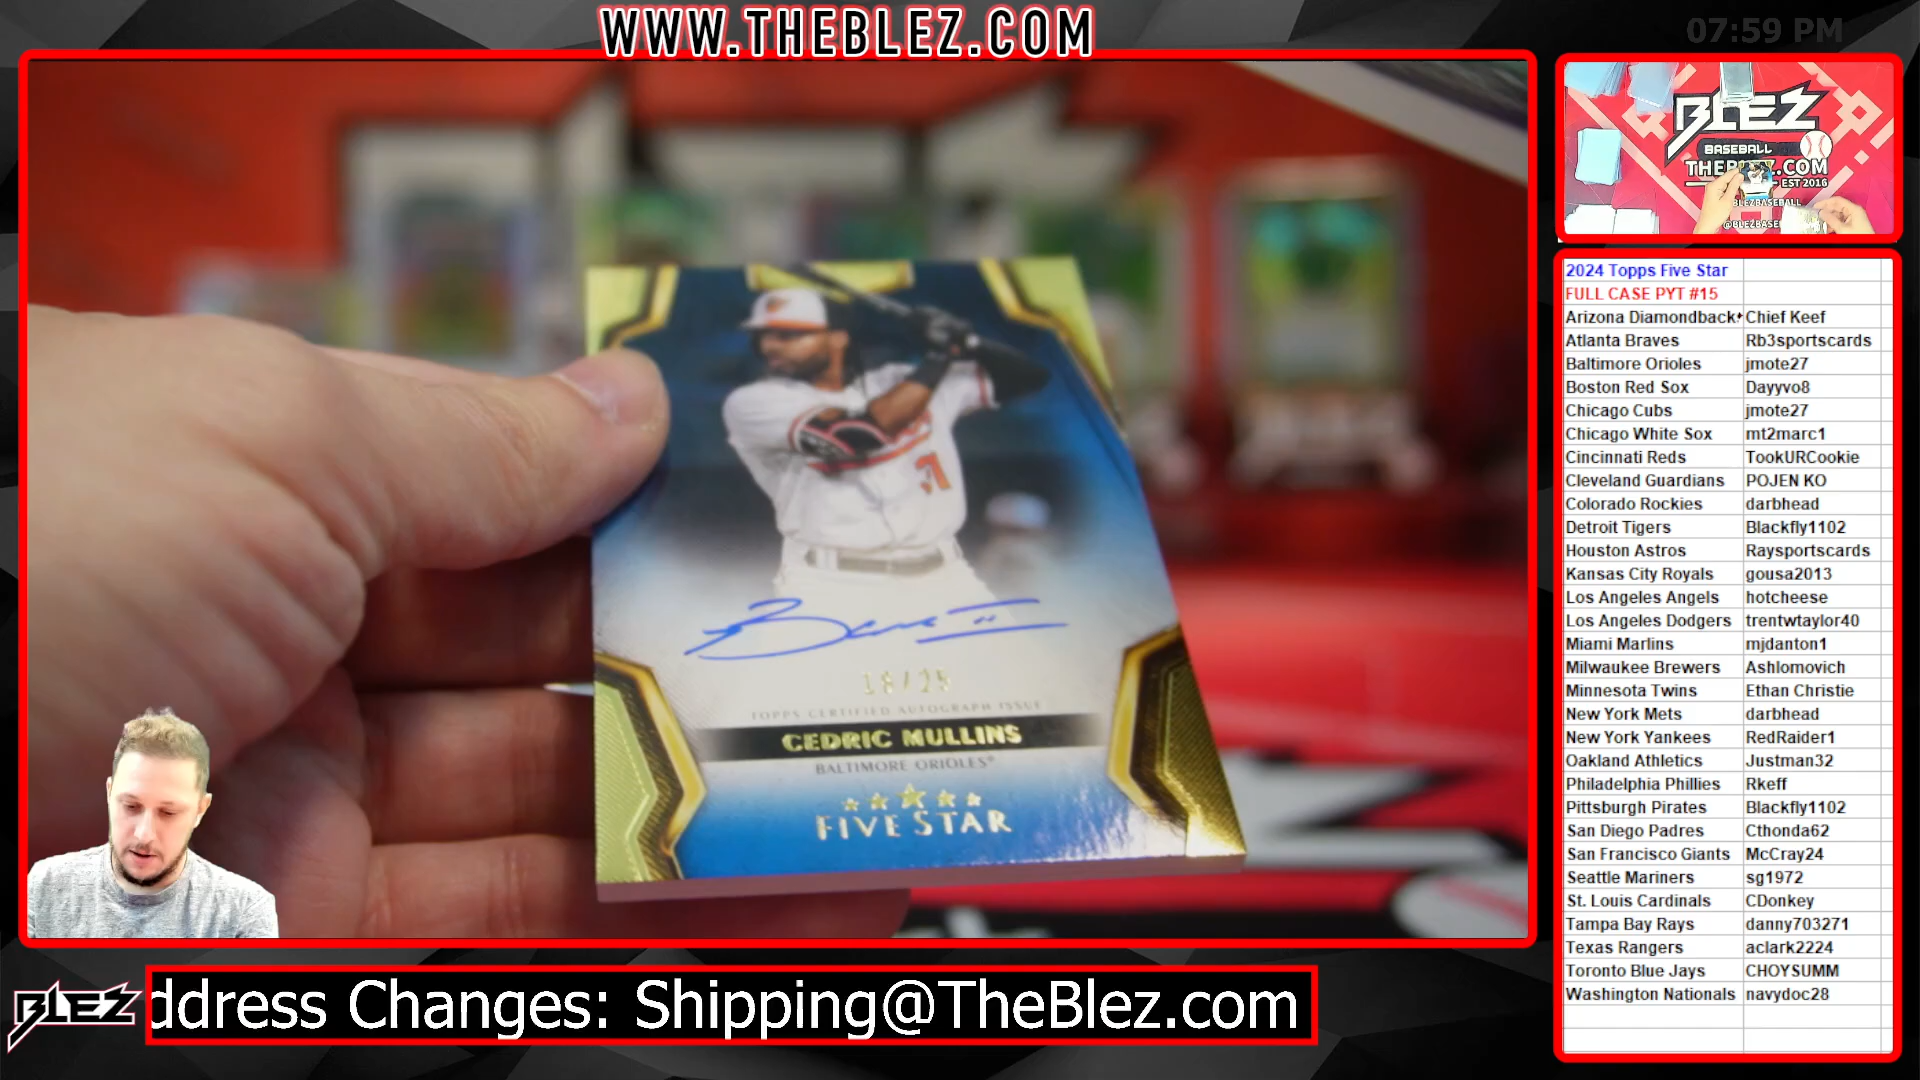 WWW.THEBLEZ.COM
07:59 PM
BLEZ
BASEBALL
EST 2016
2024 Topps Five Star
FULL CASE PYT #15
Arizona Diamondback Chief Keef
Atlanta Braves Rb3sportscards
Baltimore Orioles jmote27
Boston Red Sox Dayyvo8
Chicago Cubs jmote27
Chicago White Sox mt2marc1
Cincinnati Reds TookURCookie
Cleveland Guardians POJEN KO
Colorado Rockies darbhead
Detroit Tigers Blackfly1102
Houston Astros Raysportscards
Kansas City Royals gousa2013
Los Angeles Angels hotcheese
Los Angeles Dodgers trentwtaylor40
Miami Marlins mjdanton1
Milwaukee Brewers Ashlomovich
Minnesota Twins Ethan Christie
New York Mets darbhead
New York Yankees RedRaider1
Oakland Athletics Justman32
Philadelphia Phillies Rkeff
Pittsburgh Pirates Blackfly1102
San Diego Padres Cthonda62
San Francisco Giants McCray24
Seattle Mariners sg1972
St. Louis Cardinals CDonkey
Tampa Bay Rays danny703271
Texas Rangers aclark2224
Toronto Blue Jays CHOYSUMM
Washington Nationals navydoc28
18/25
TOPPS CERTIFIED AUTOGRAPH ISSUE
CEDRIC MULLINS
BALTIMORE ORIOLES®
FIVE STAR
BLEZ
ddress Changes: Shipping@TheBlez.com